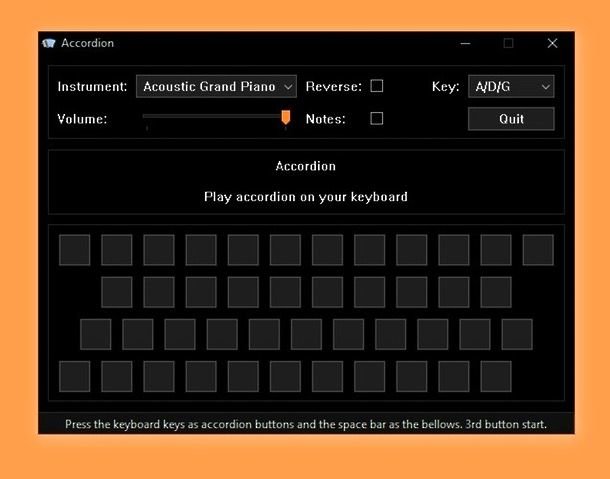 Accordion
Instrument: Acoustic Grand Piano Reverse: Key: A/D/G
Volume: Notes: Quit
Accordion
Play accordion on your keyboard
Press the keyboard keys as accordion buttons and the space bar as the bellows. 3rd button start.